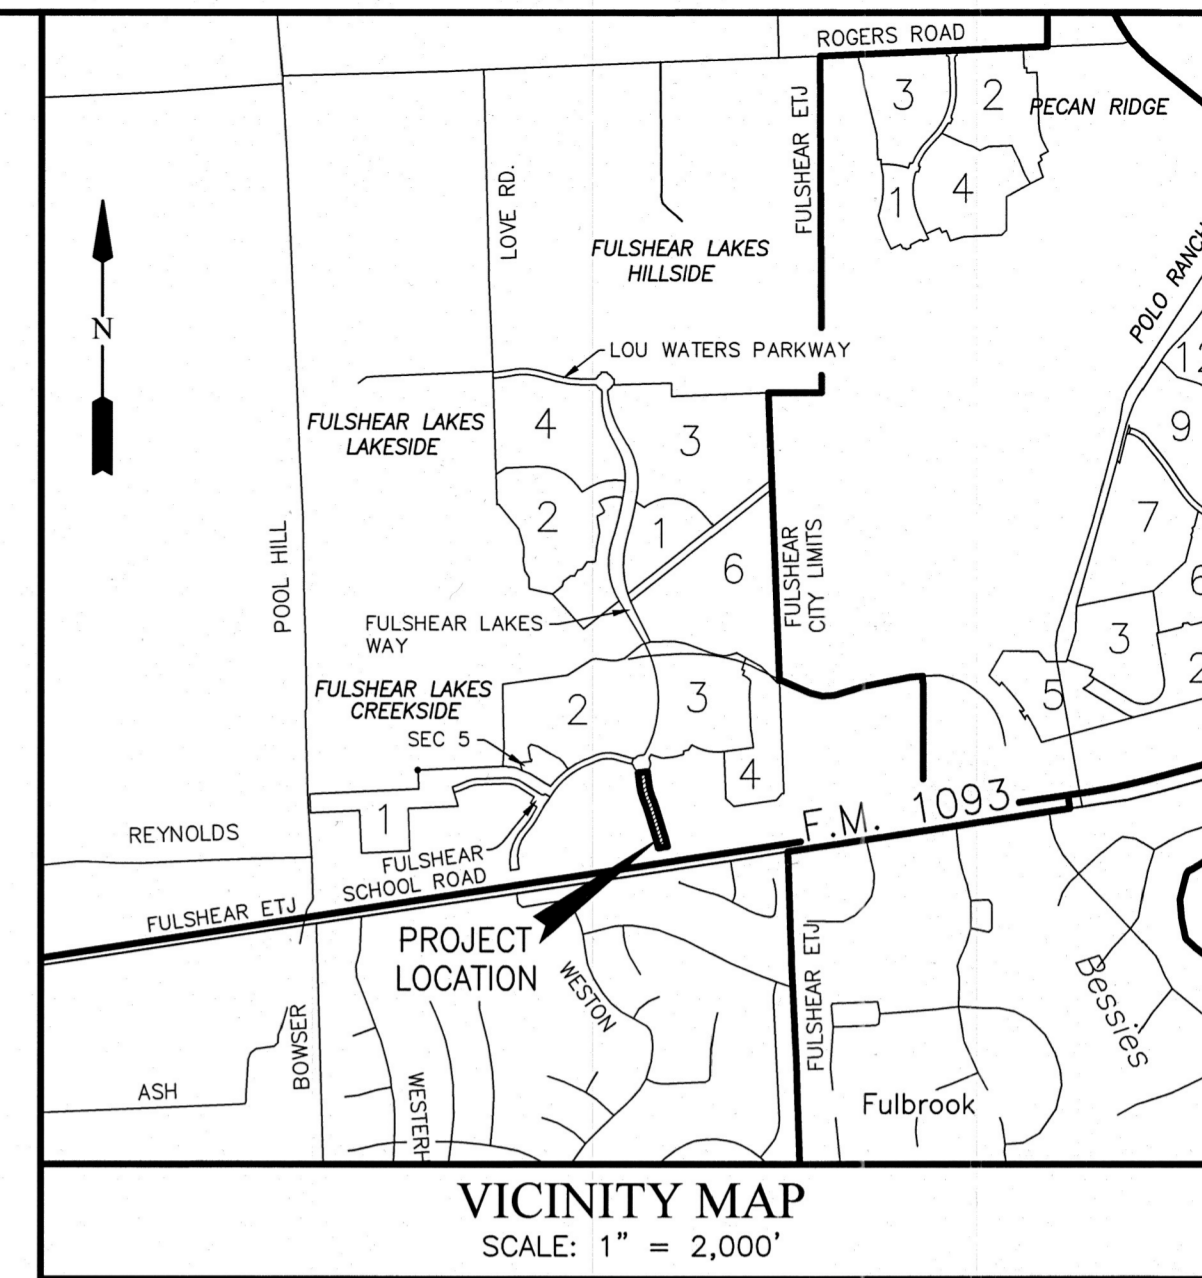 ROGERS ROAD
3
2
PECAN RIDGE
FULSHEAR ETJ
1
4
LOVE RD.
FULSHEAR LAKES
HILLSIDE
POLO RANCH
N
LOU WATERS PARKWAY
12
FULSHEAR LAKES
LAKESIDE
4
3
9
2
1
7
POOL HILL
FULSHEAR
CITY LIMITS
6
6
FULSHEAR LAKES
WAY
3
2
FULSHEAR LAKES
CREEKSIDE
2
3
5
SEC 5
4
1
F.M. 1093
REYNOLDS
FULSHEAR
SCHOOL ROAD
FULSHEAR ETJ
PROJECT
LOCATION
WESTON
FULSHEAR ETJ
Bessies
BOWSER
ASH
WESTERH
Fulbrook
VICINITY MAP
SCALE: 1" = 2,000'